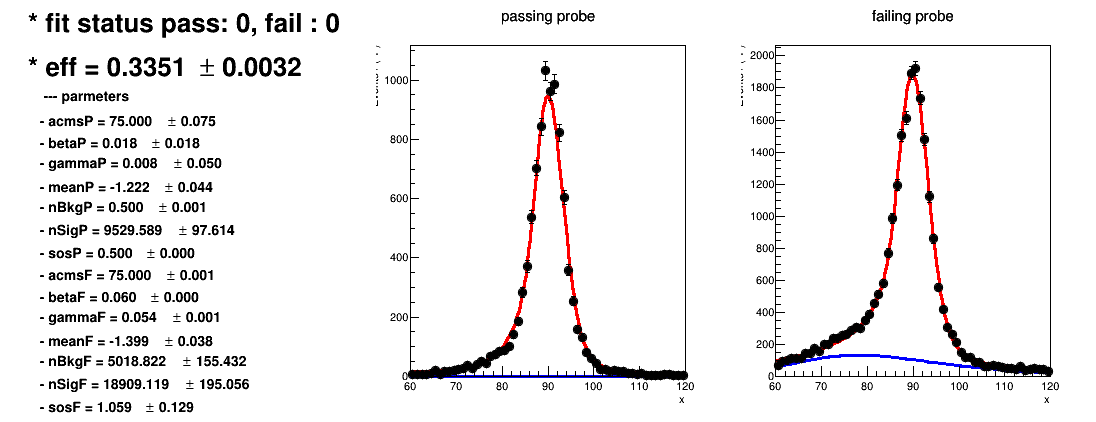 * fit status pass: 0, fail : 0
* eff = 0.3351 ± 0.0032
--- parmeters
- acmsP = 75.000 ± 0.075
- betaP = 0.018 ± 0.018
- gammaP = 0.008 ± 0.050
- meanP = -1.222 ± 0.044
- nBkgP = 0.500 ± 0.001
- nSigP = 9529.589 ± 97.614
- sosP = 0.500 ± 0.000
- acmsF = 75.000 ± 0.001
- betaF = 0.060 ± 0.000
- gammaF = 0.054 ± 0.001
- meanF = -1.399 ± 0.038
- nBkgF = 5018.822 ± 155.432
- nSigF = 18909.119 ± 195.056
- sosF = 1.059 ± 0.129
passing probe
1000
800
600
400
200
0
60 70 80 90 100 110 120
x
failing probe
2000
1800
1600
1400
1200
1000
800
600
400
200
0
60 70 80 90 100 110 120
x